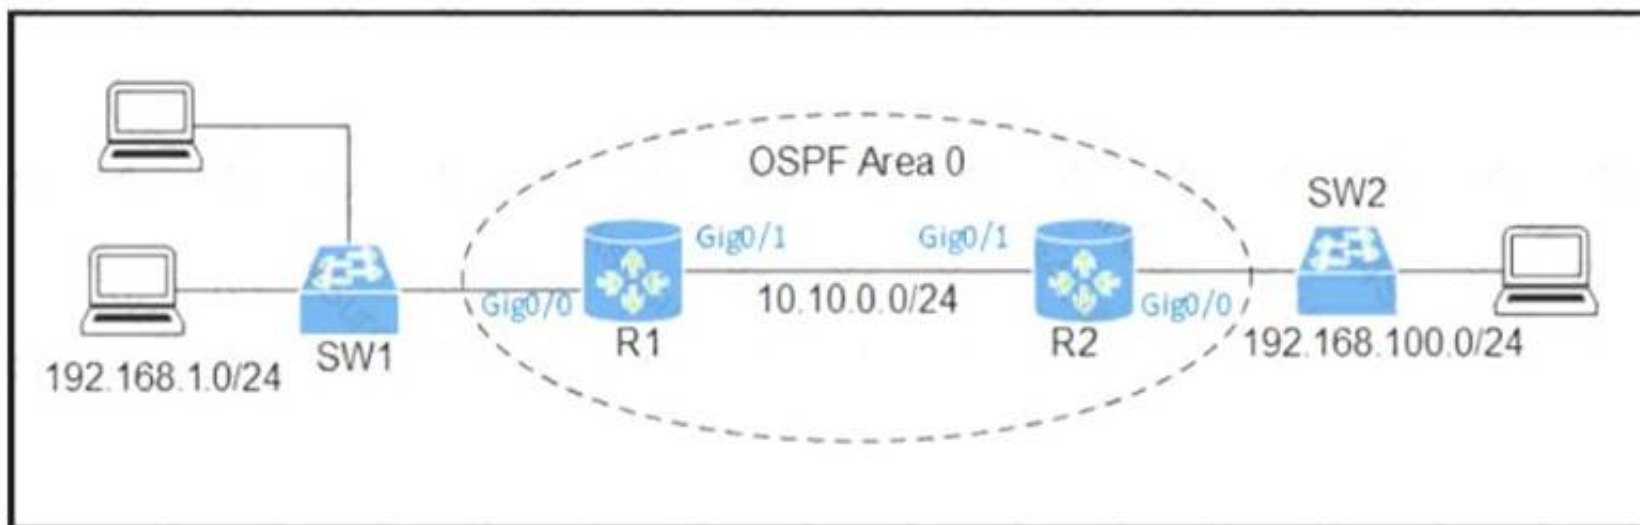 OSPF Area 0
SW2
Gig0/1
Gig0/1
10.10.0.0/24
Gig0/0
Gig0/0
R1
R2
SW1
192.168.100.0/24
192.168.1.0/24